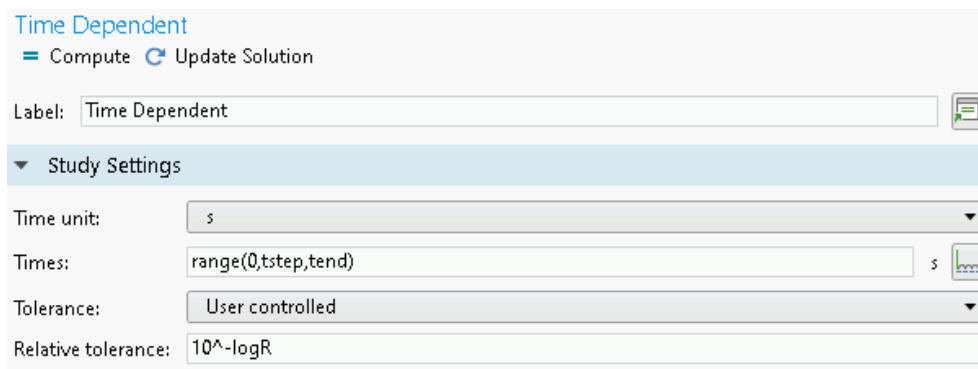 Time Dependent
= Compute Update Solution
Label: Time Dependent
Study Settings
Time unit: s
Times: range(0,tstep,tend) s
Tolerance: User controlled
Relative tolerance: 10^-logR